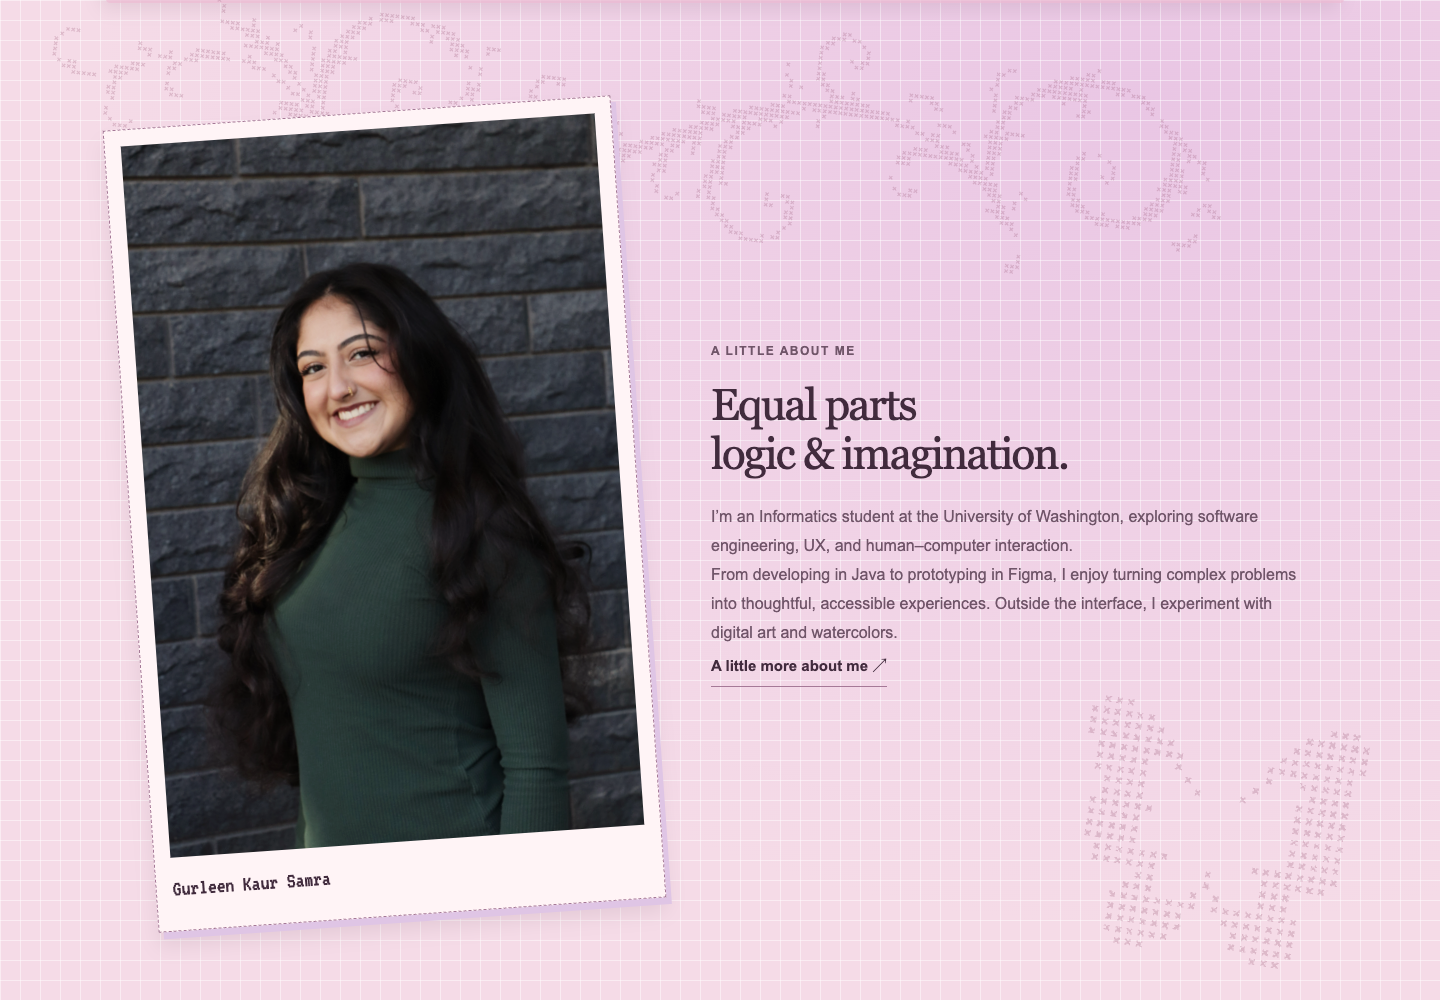 A LITTLE ABOUT ME
Equal parts
logic & imagination.
I’m an Informatics student at the University of Washington, exploring software
engineering, UX, and human–computer interaction.
From developing in Java to prototyping in Figma, I enjoy turning complex problems
into thoughtful, accessible experiences. Outside the interface, I experiment with
digital art and watercolors.
A little more about me ↗
Gurleen Kaur Samra